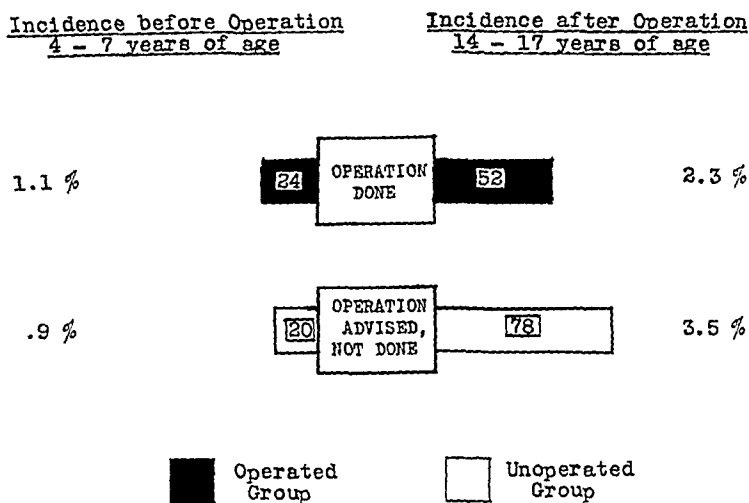 Incidence before Operation
4 - 7 years of age
Incidence after Operation
14 - 17 years of age
1.1 %
24
OPERATION
DONE
52
2.3 %
.9 %
20
OPERATION
ADVISED,
NOT DONE
78
3.5 %
Operated
Group
Unoperated
Group